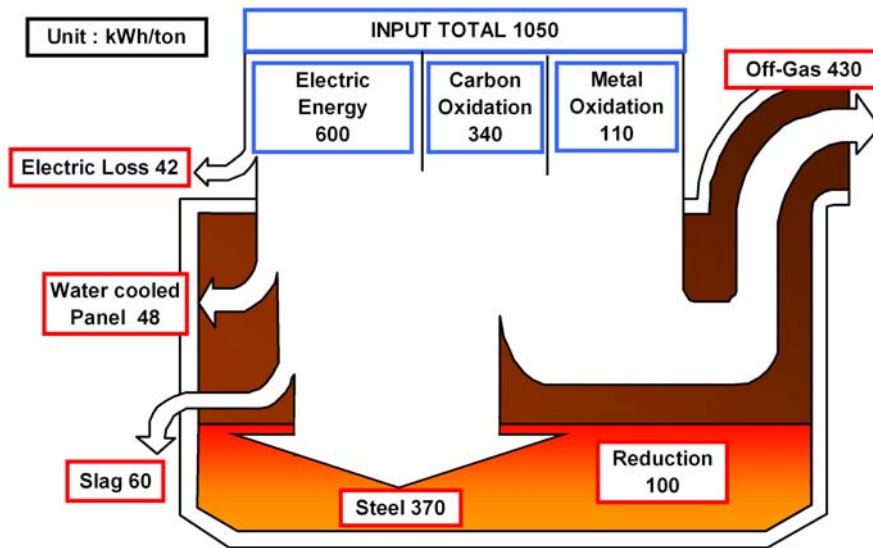 Unit : kWh/ton
INPUT TOTAL 1050
Electric
Energy
600
Carbon
Oxidation
340
Metal
Oxidation
110
Off-Gas 430
Electric Loss 42
Water cooled
Panel 48
Slag 60
Steel 370
Reduction
100